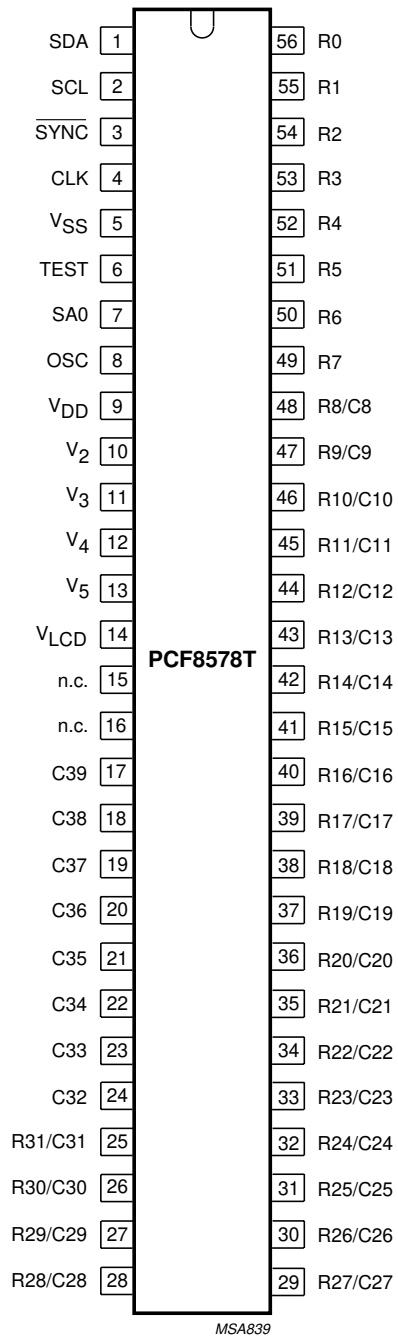 SDA 1 56 R0
SCL 2 55 R1
SYNC 3 54 R2
CLK 4 53 R3
VSS 5 52 R4
TEST 6 51 R5
SA0 7 50 R6
OSC 8 49 R7
VDD 9 48 R8/C8
V2 10 47 R9/C9
V3 11 46 R10/C10
V4 12 45 R11/C11
V5 13 44 R12/C12
VLCD 14 43 R13/C13
PCF8578T
n.c. 15 42 R14/C14
n.c. 16 41 R15/C15
C39 17 40 R16/C16
C38 18 39 R17/C17
C37 19 38 R18/C18
C36 20 37 R19/C19
C35 21 36 R20/C20
C34 22 35 R21/C21
C33 23 34 R22/C22
C32 24 33 R23/C23
R31/C31 25 32 R24/C24
R30/C30 26 31 R25/C25
R29/C29 27 30 R26/C26
R28/C28 28 29 R27/C27
MSA839